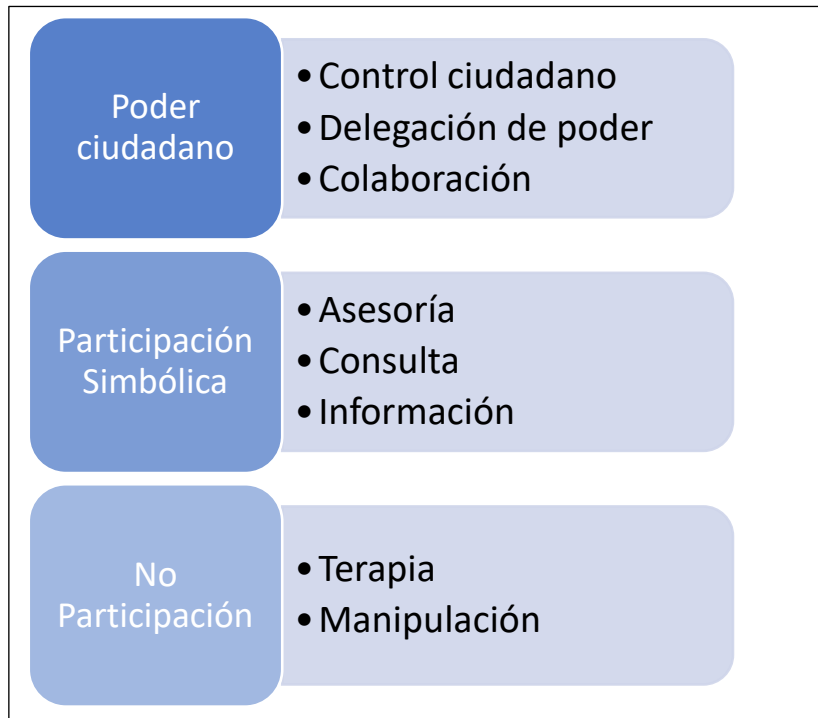 Poder
ciudadano
• Control ciudadano
• Delegación de poder
• Colaboración
Participación
Simbólica
• Asesoría
• Consulta
• Información
No
Participación
• Terapia
• Manipulación